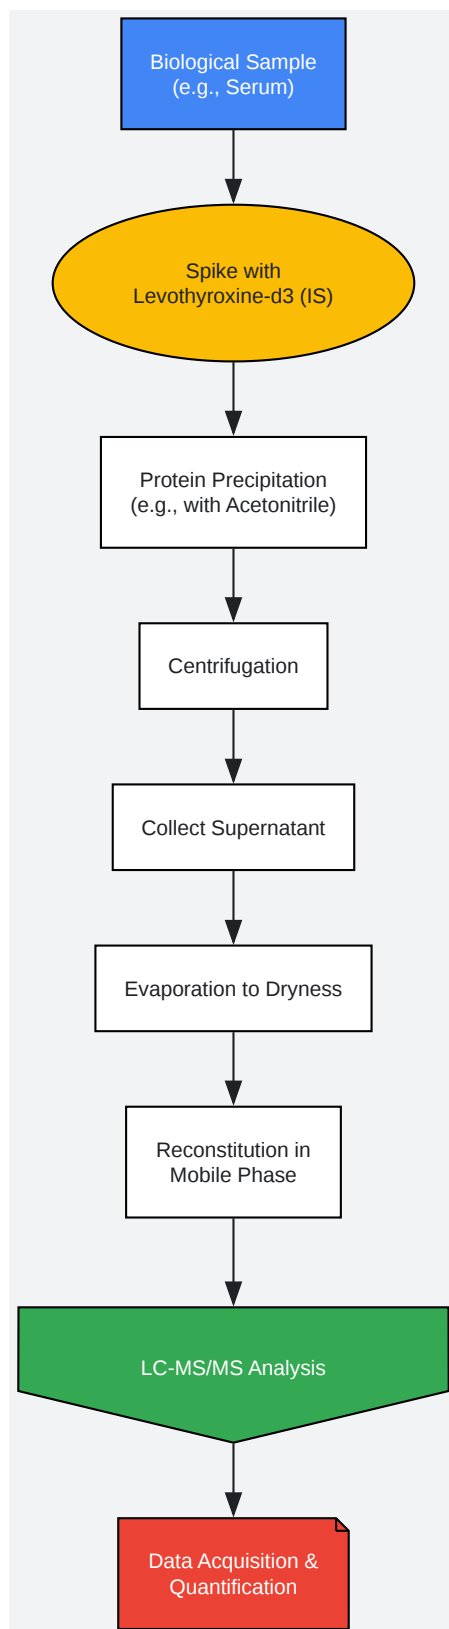 Biological Sample
(e.g., Serum)
Spike with
Levothyroxine-d3 (IS)
Protein Precipitation
(e.g., with Acetonitrile)
Centrifugation
Collect Supernatant
Evaporation to Dryness
Reconstitution in
Mobile Phase
LC-MS/MS Analysis
Data Acquisition &
Quantification